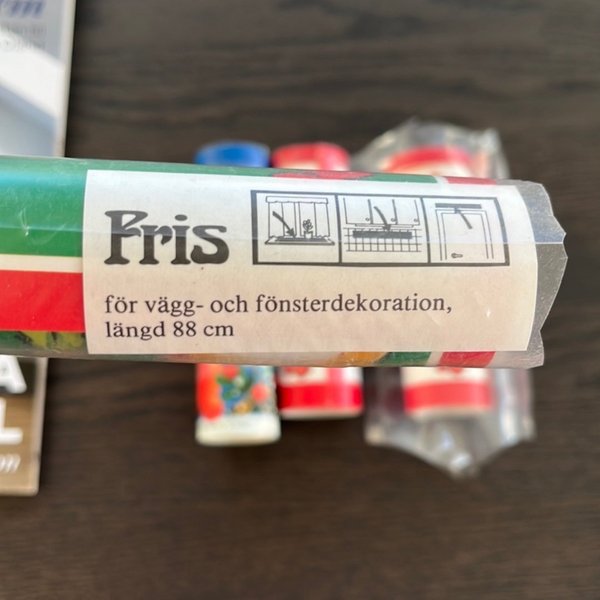 Fris
för vägg- och fönsterdekoration,
längd 88 cm